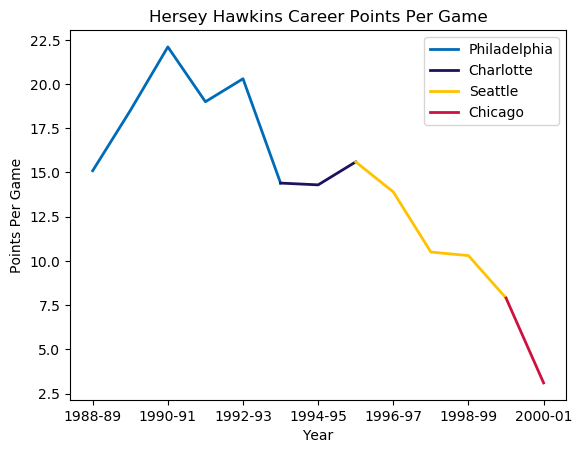 Hersey Hawkins Career Points Per Game
Points Per Game
22.5
20.0
17.5
15.0
12.5
10.0
7.5
5.0
2.5
Philadelphia
Charlotte
Seattle
Chicago
1988-89 1990-91 1992-93 1994-95 1996-97 1998-99 2000-01
Year